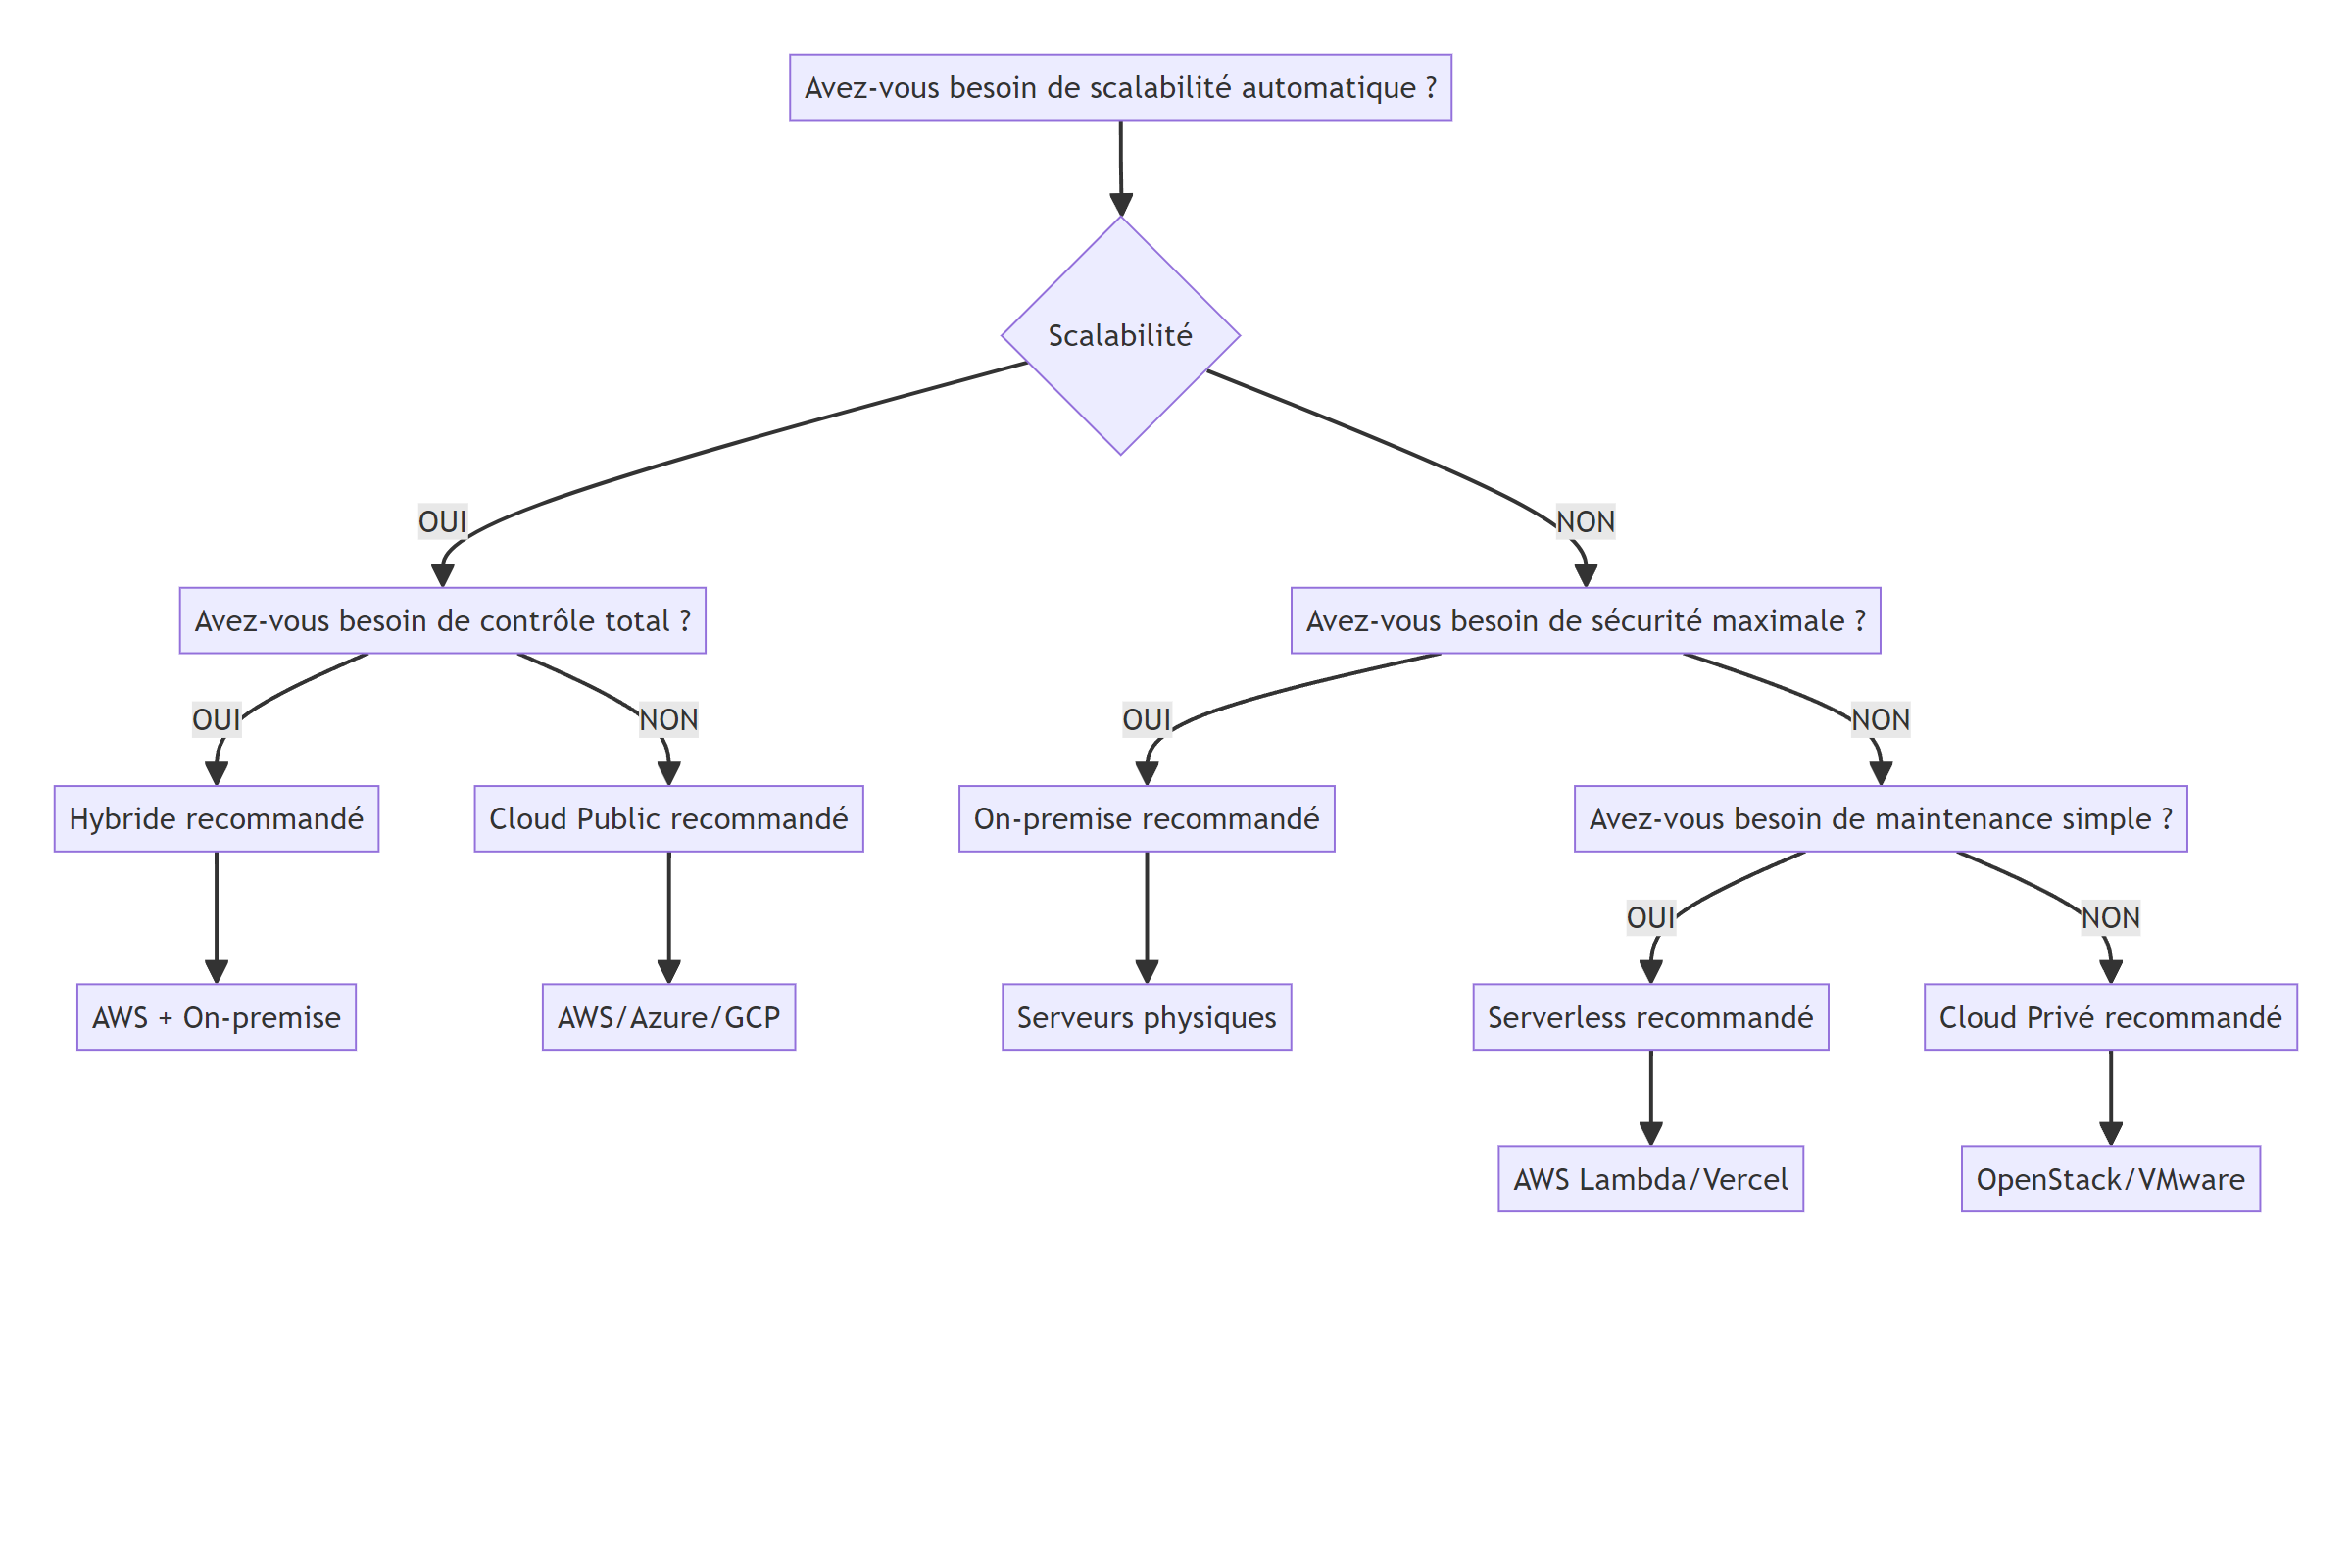 Avez-vous besoin de scalabilité automatique ?
Scalabilité
OUI
NON
Avez-vous besoin de contrôle total ?
Avez-vous besoin de sécurité maximale ?
OUI
NON
OUI
NON
Hybride recommandé
Cloud Public recommandé
On-premise recommandé
Avez-vous besoin de maintenance simple ?
OUI
NON
AWS + On-premise
AWS/Azure/GCP
Serveurs physiques
Serverless recommandé
Cloud Privé recommandé
AWS Lambda/Vercel
OpenStack/VMware